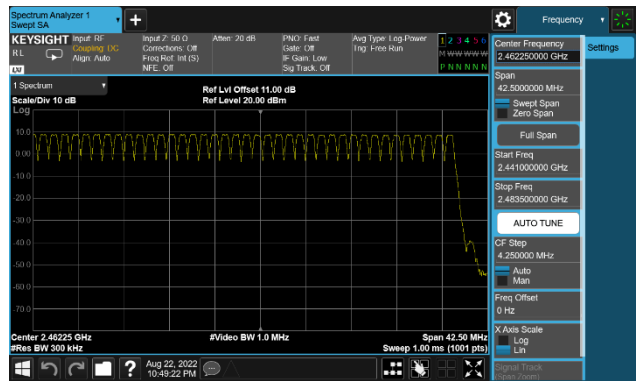 Spectrum Analyzer 1
Swept SA
Frequency
KEYSIGHT
Input: RF
Input Z: 50 Ω
Atten: 20 dB
PNO: Fast
Avg Type: Log-Power
1 2 3 4 5 6
RL
Coupling: DC
Corrections: Off
Gate: Off
Trig: Free Run
M W W W W W
Align: Auto
Freq Ref: Int (S)
IF Gain: Low
NFE: Off
Sig Track: Off
P N N N N N
LXI
1 Spectrum
Ref Lvl Offset 11.00 dB
Scale/Div 10 dB
Ref Level 20.00 dBm
Log
10.0
0.00
-10.0
-20.0
-30.0
-40.0
-50.0
-60.0
-70.0
Center 2.46225 GHz
#Video BW 1.0 MHz
Span 42.50 MHz
#Res BW 300 kHz
Sweep 1.00 ms (1001 pts)
Center Frequency
2.462250000 GHz
Settings
Span
42.5000000 MHz
Swept Span
Zero Span
Full Span
Start Freq
2.441000000 GHz
Stop Freq
2.483500000 GHz
AUTO TUNE
CF Step
4.250000 MHz
Auto
Man
Freq Offset
0 Hz
X Axis Scale
Log
Lin
Signal Track
(Span Zoom)
?
Aug 22, 2022
10:49:22 PM